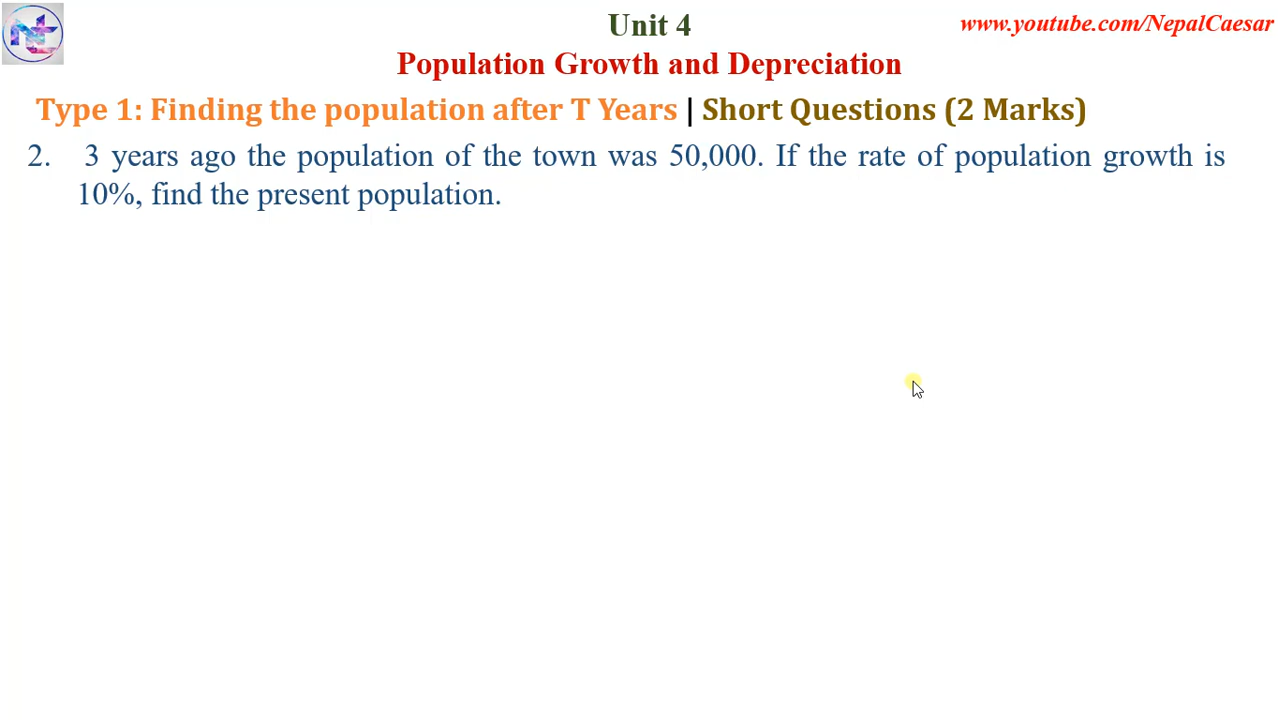 Unit 4
www.youtube.com/NepalCaesar
Population Growth and Depreciation
Type 1: Finding the population after T Years | Short Questions (2 Marks)
2. 3 years ago the population of the town was 50,000. If the rate of population growth is
10%, find the present population.